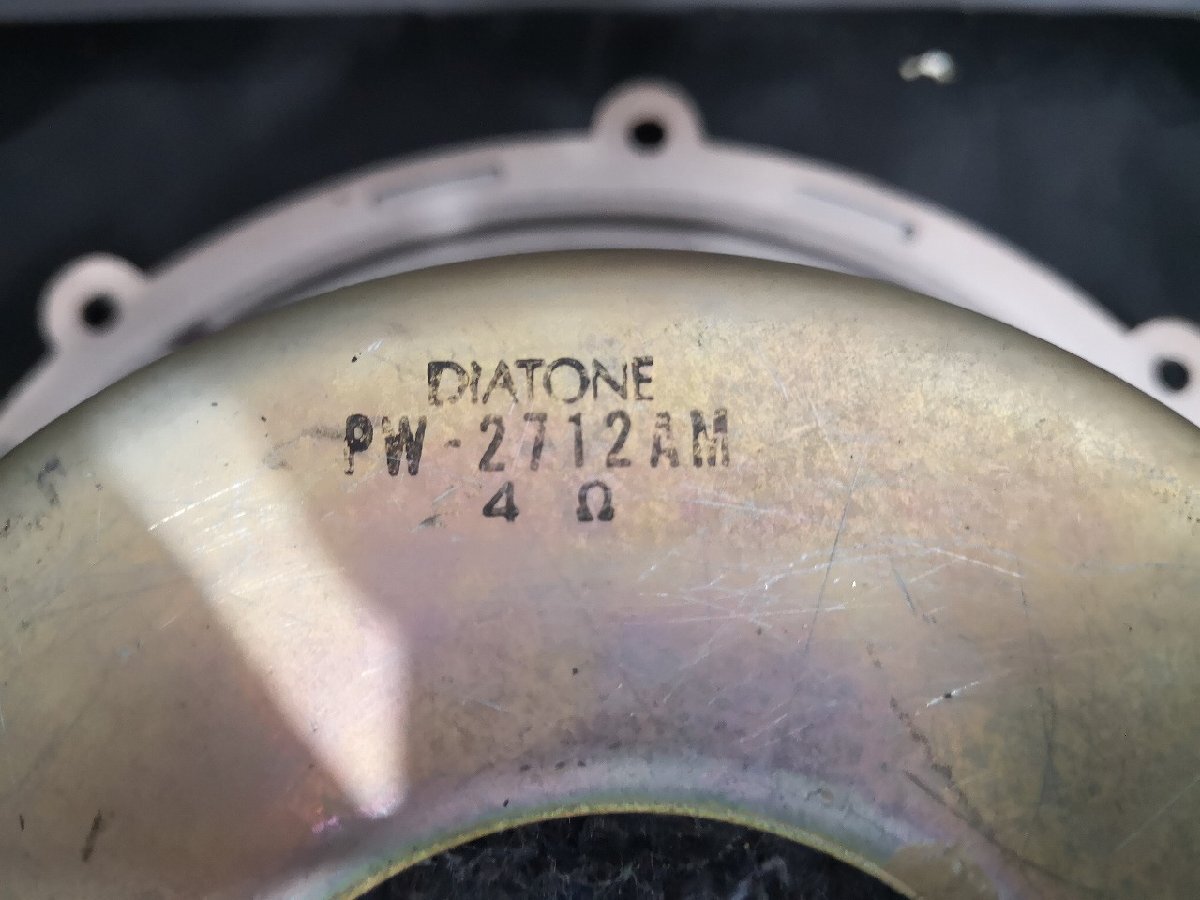 DIATONE
PW-2712AM
4 Ω